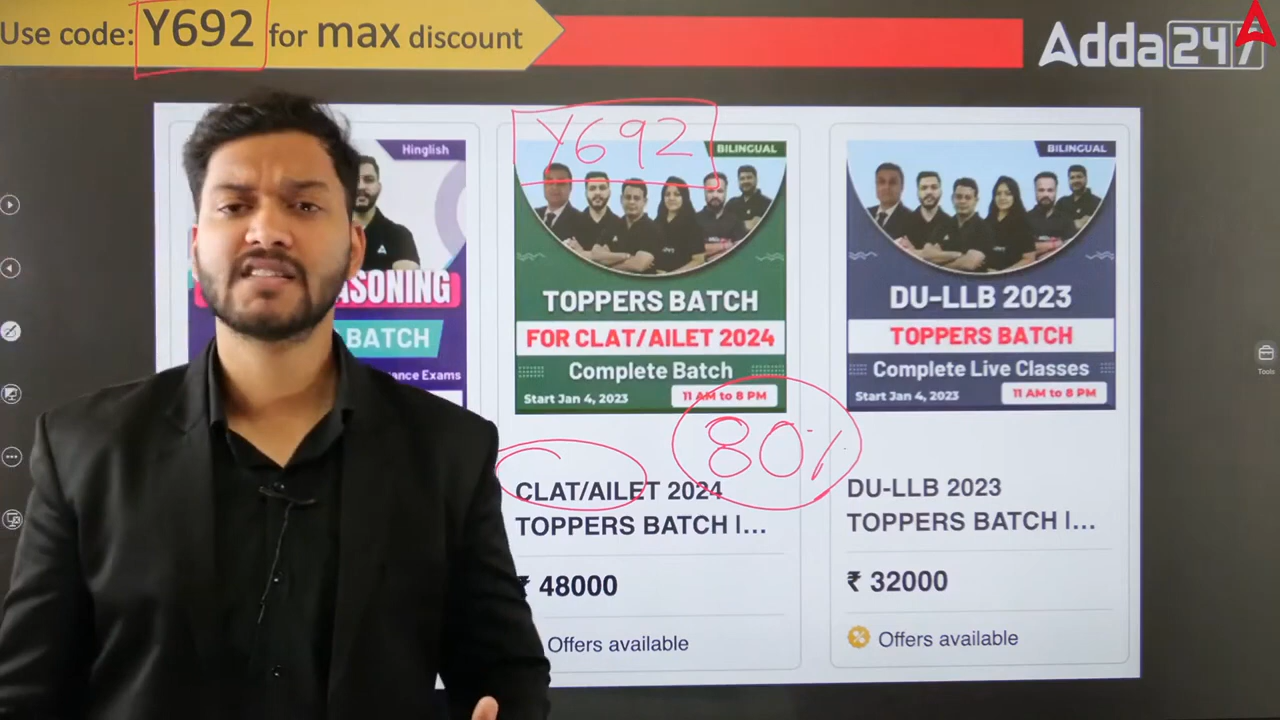 Use code: Y692 for max discount
Adda247
Y692
Hinglish
ASONING
BATCH
ance Exams
BILINGUAL
TOPPERS BATCH
FOR CLAT/AILET 2024
Complete Batch
Start Jan 4, 2023
11 AM to 8 PM
80%
CLAT/AILET 2024
TOPPERS BATCH I...
₹ 48000
Offers available
BILINGUAL
DU-LLB 2023
TOPPERS BATCH
Complete Live Classes
Start Jan 4, 2023
11 AM to 8 PM
DU-LLB 2023
TOPPERS BATCH I...
₹ 32000
Offers available
Tools